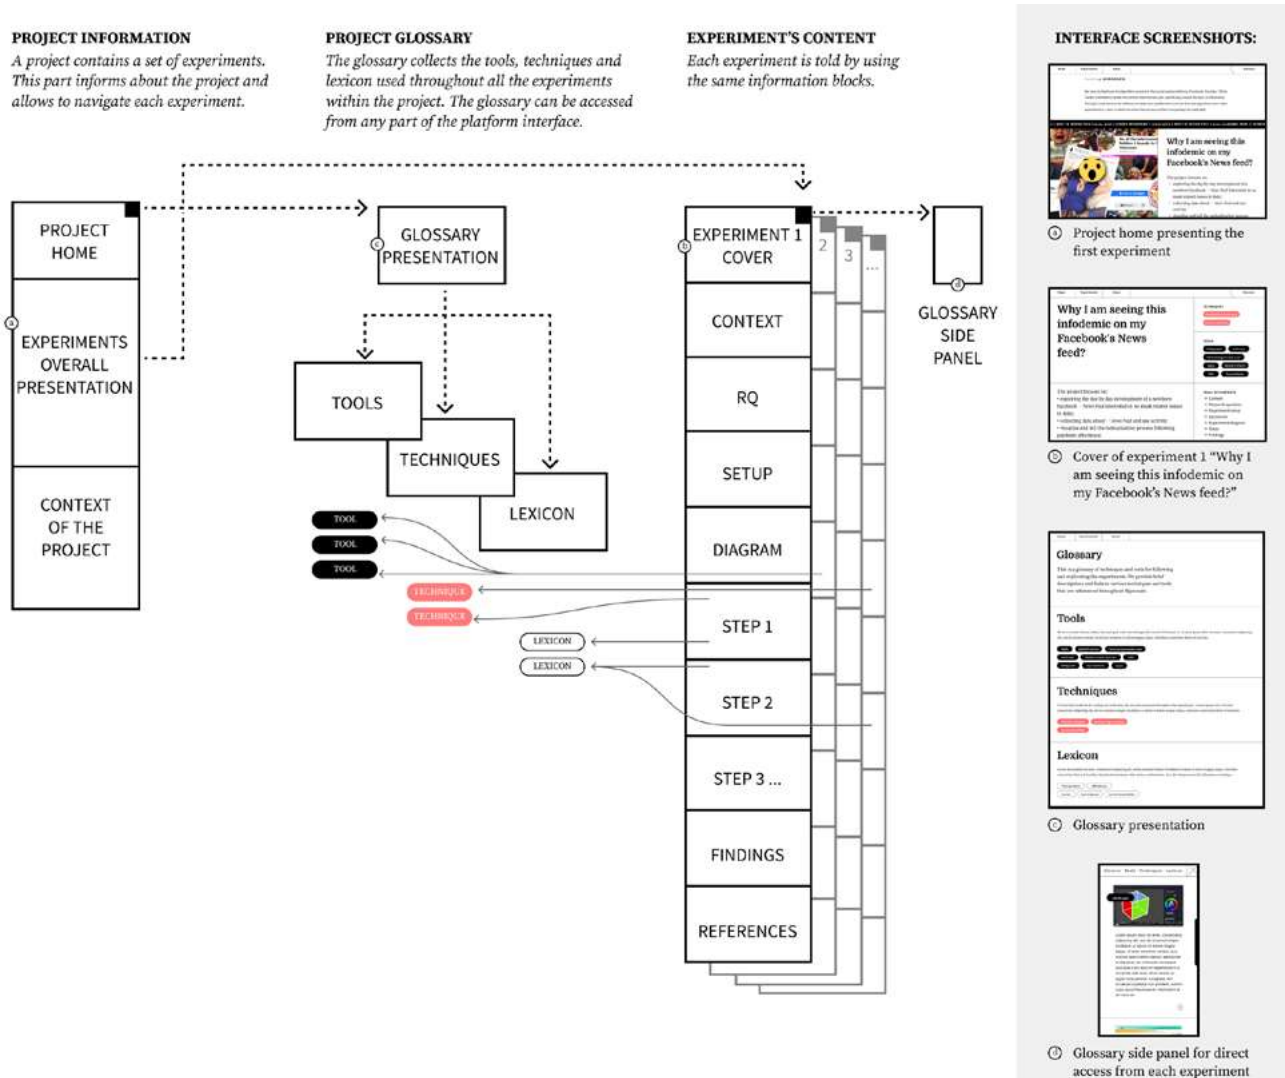 PROJECT INFORMATION
A project contains a set of experiments.
This part informs about the project and
allows to navigate each experiment.
PROJECT GLOSSARY
The glossary collects the tools, techniques and
lexicon used throughout all the experiments
within the project. The glossary can be accessed
from any part of the platform interface.
EXPERIMENT'S CONTENT
Each experiment is told by using
the same information blocks.
PROJECT
HOME
a
EXPERIMENTS
OVERALL
PRESENTATION
CONTEXT
OF THE
PROJECT
c
GLOSSARY
PRESENTATION
TOOLS
TECHNIQUES
LEXICON
TOOL
TOOL
TOOL
TECHNIQUE
TECHNIQUE
LEXICON
LEXICON
b
EXPERIMENT 1
COVER
2
3
...
CONTEXT
RQ
SETUP
DIAGRAM
STEP 1
STEP 2
STEP 3 ...
FINDINGS
REFERENCES
d
GLOSSARY
SIDE
PANEL
INTERFACE SCREENSHOTS:
Why I am seeing this
infodemic on my
Facebook's News feed?
a Project home presenting the
first experiment
Why I am seeing this
infodemic on my
Facebook's News
feed?
b Cover of experiment 1 “Why I
am seeing this infodemic on
my Facebook's News feed?”
Glossary
Tools
Techniques
Lexicon
c Glossary presentation
d Glossary side panel for direct
access from each experiment